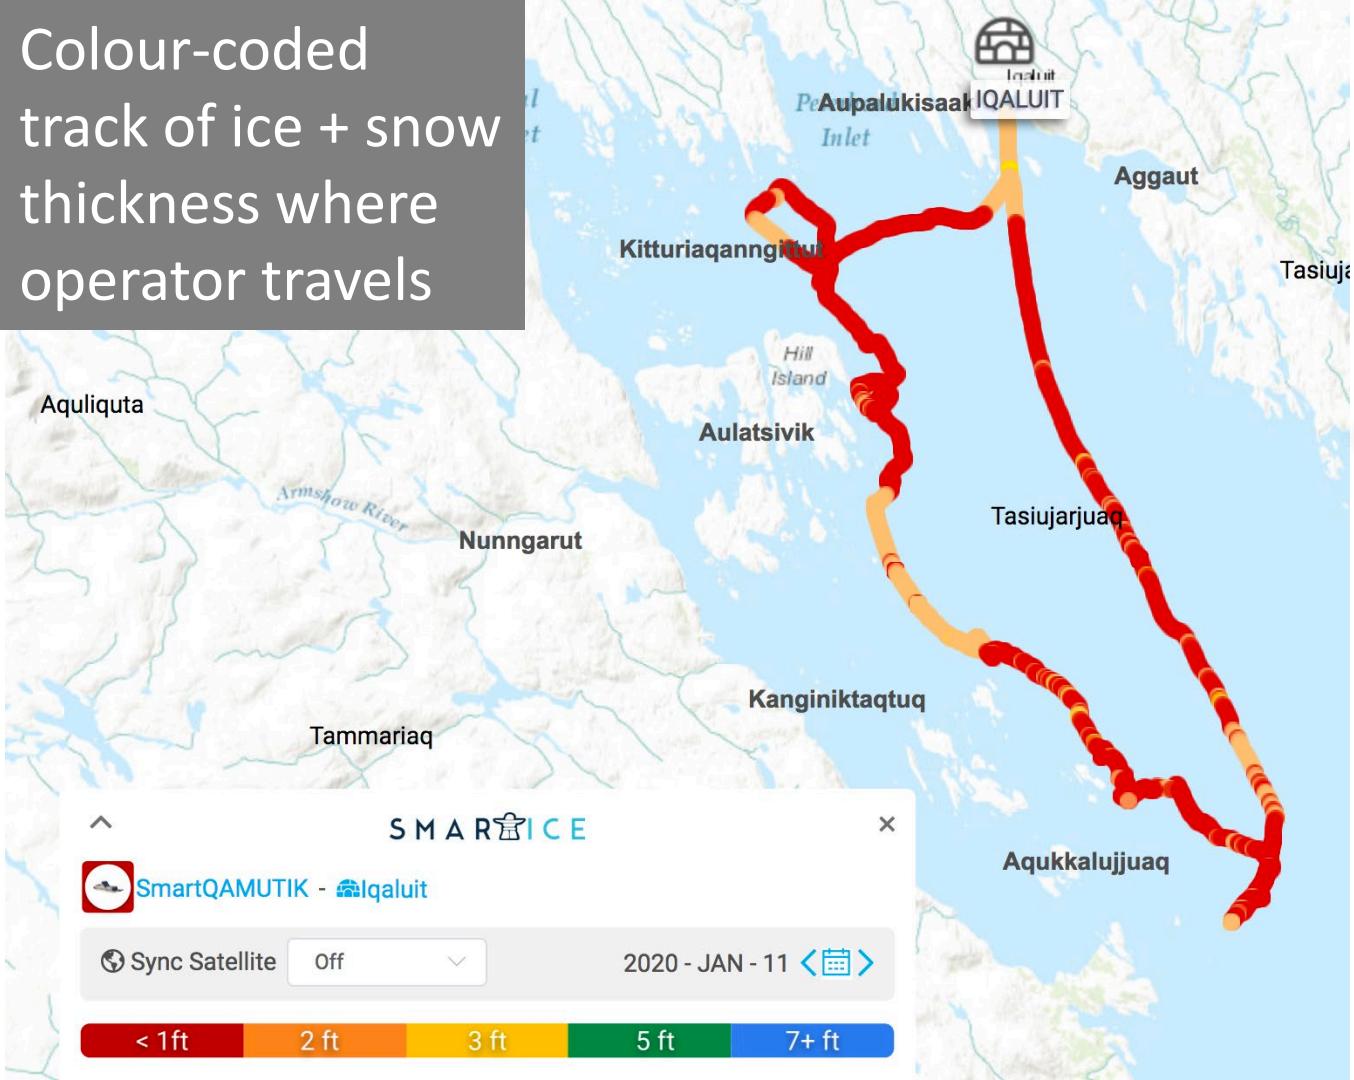 Colour-coded
track of ice + snow
thickness where
operator travels
Iqaluit
IQALUIT
Aupalukisaak
Inlet
Aggaut
Kitturiaqanngittut
Hill
Island
Aquliquta
Aulatsivik
Armshow River
Tasiujarjuaq
Nunngarut
Kanginiktaqtuq
Tammariaq
Aqukkalujjuaq
SMARTICE
SmartQAMUTIK - Iqaluit
Sync Satellite Off 2020 - JAN - 11
< 1ft 2 ft 3 ft 5 ft 7+ ft